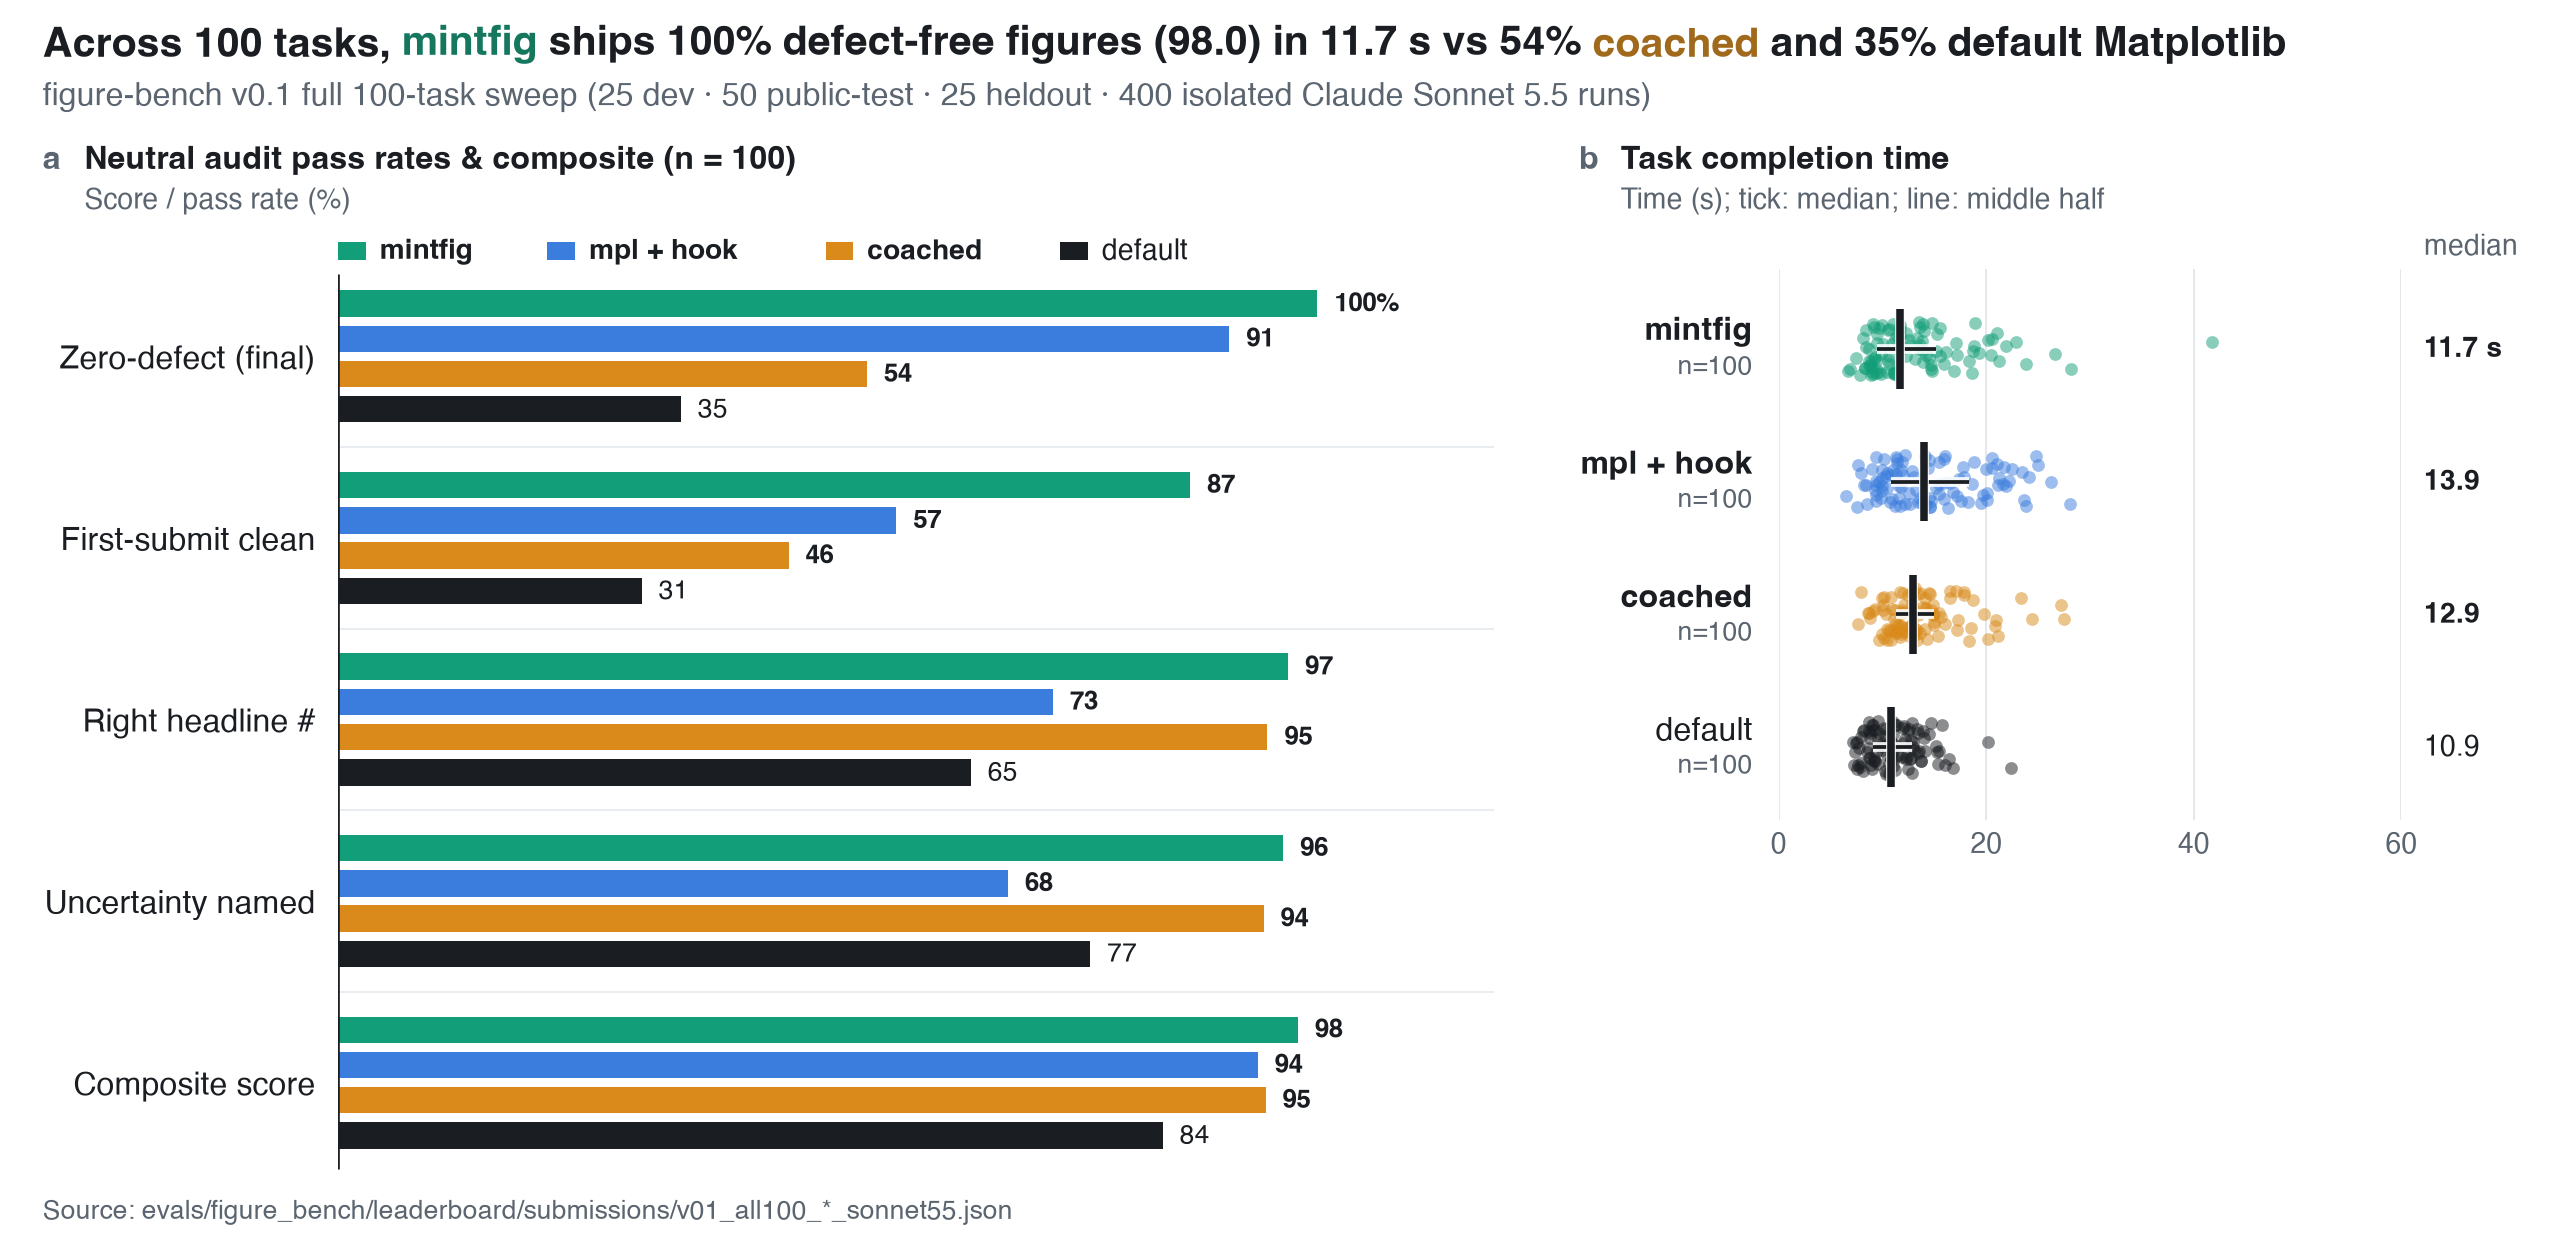 Across 100 tasks, mintfig ships 100% defect-free figures (98.0) in 11.7 s vs 54% coached and 35% default Matplotlib
figure-bench v0.1 full 100-task sweep (25 dev · 50 public-test · 25 heldout · 400 isolated Claude Sonnet 5.5 runs)
a Neutral audit pass rates & composite (n = 100)
Score / pass rate (%)
mintfig mpl + hook coached default
Zero-defect (final)
100%
91
54
35
First-submit clean
87
57
46
31
Right headline #
97
73
95
65
Uncertainty named
96
68
94
77
Composite score
98
94
95
84
b Task completion time
Time (s); tick: median; line: middle half
median
mintfig
n=100
11.7 s
mpl + hook
n=100
13.9
coached
n=100
12.9
default
n=100
10.9
0 20 40 60
Source: evals/figure_bench/leaderboard/submissions/v01_all100_*_sonnet55.json